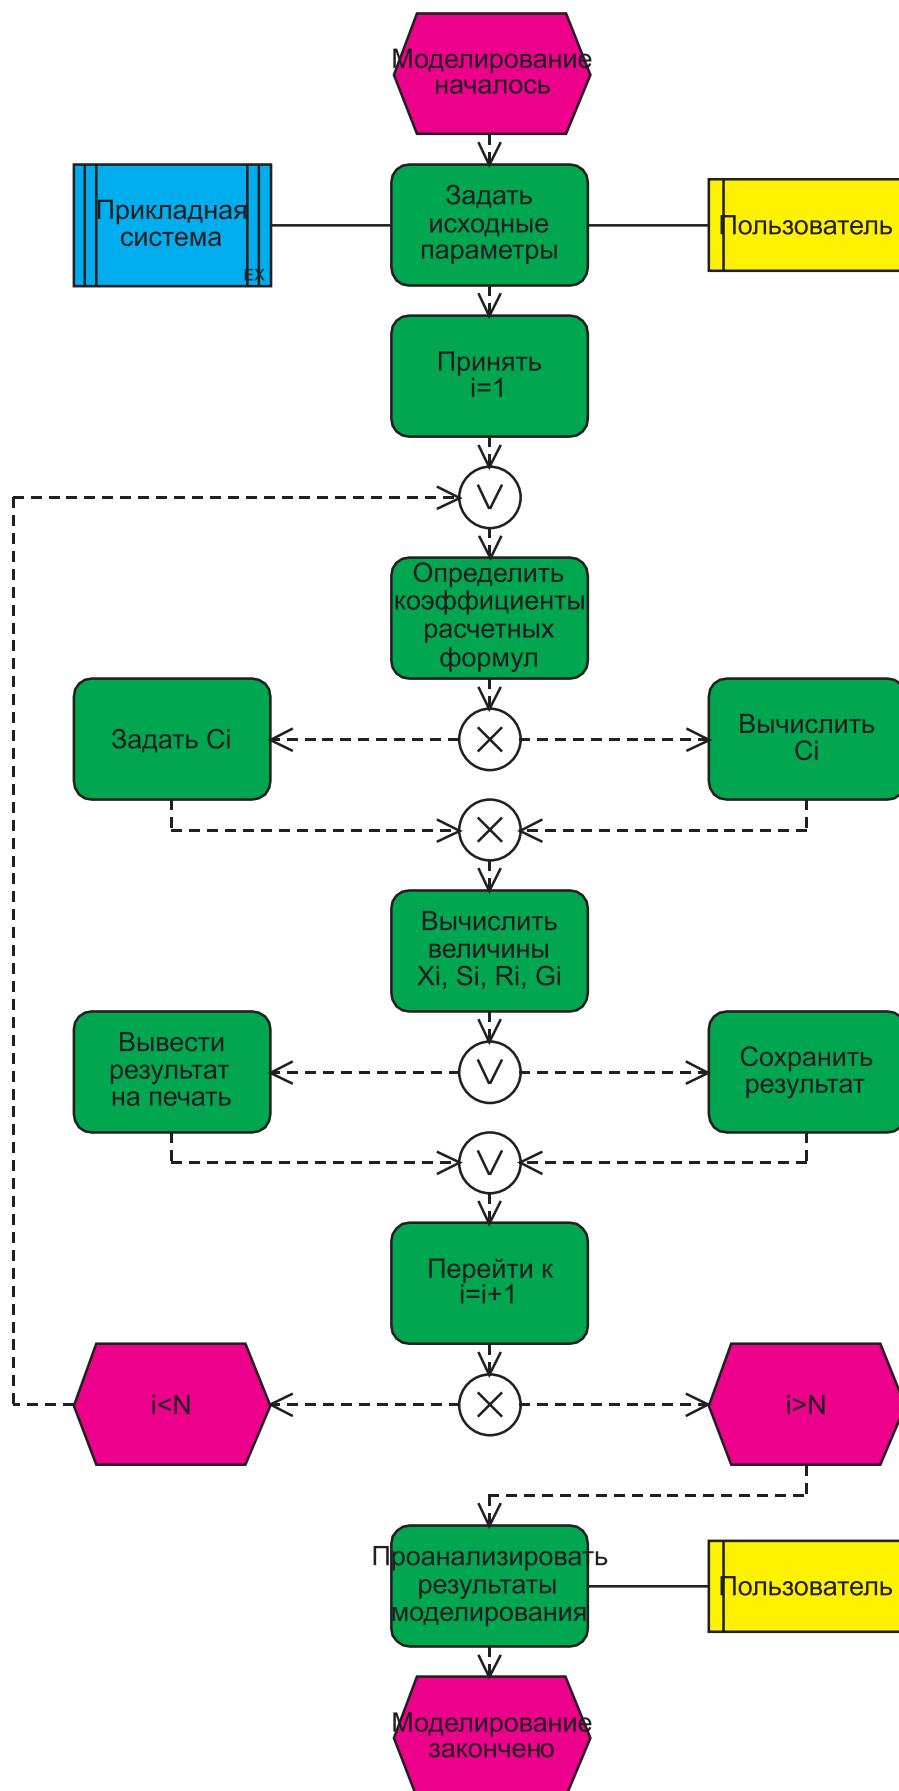 Моделирование
началось
Прикладная
система
EX
Задать
исходные
параметры
Пользователь
Принять
i=1
Определить
коэффициенты
расчетных
формул
Задать Ci
Вычислить
Ci
Вычислить
величины
Xi, Si, Ri, Gi
Вывести
результат
на печать
Сохранить
результат
Перейти к
i=i+1
i<N
i>N
Проанализировать
результаты
моделирования
Пользователь
Моделирование
закончено